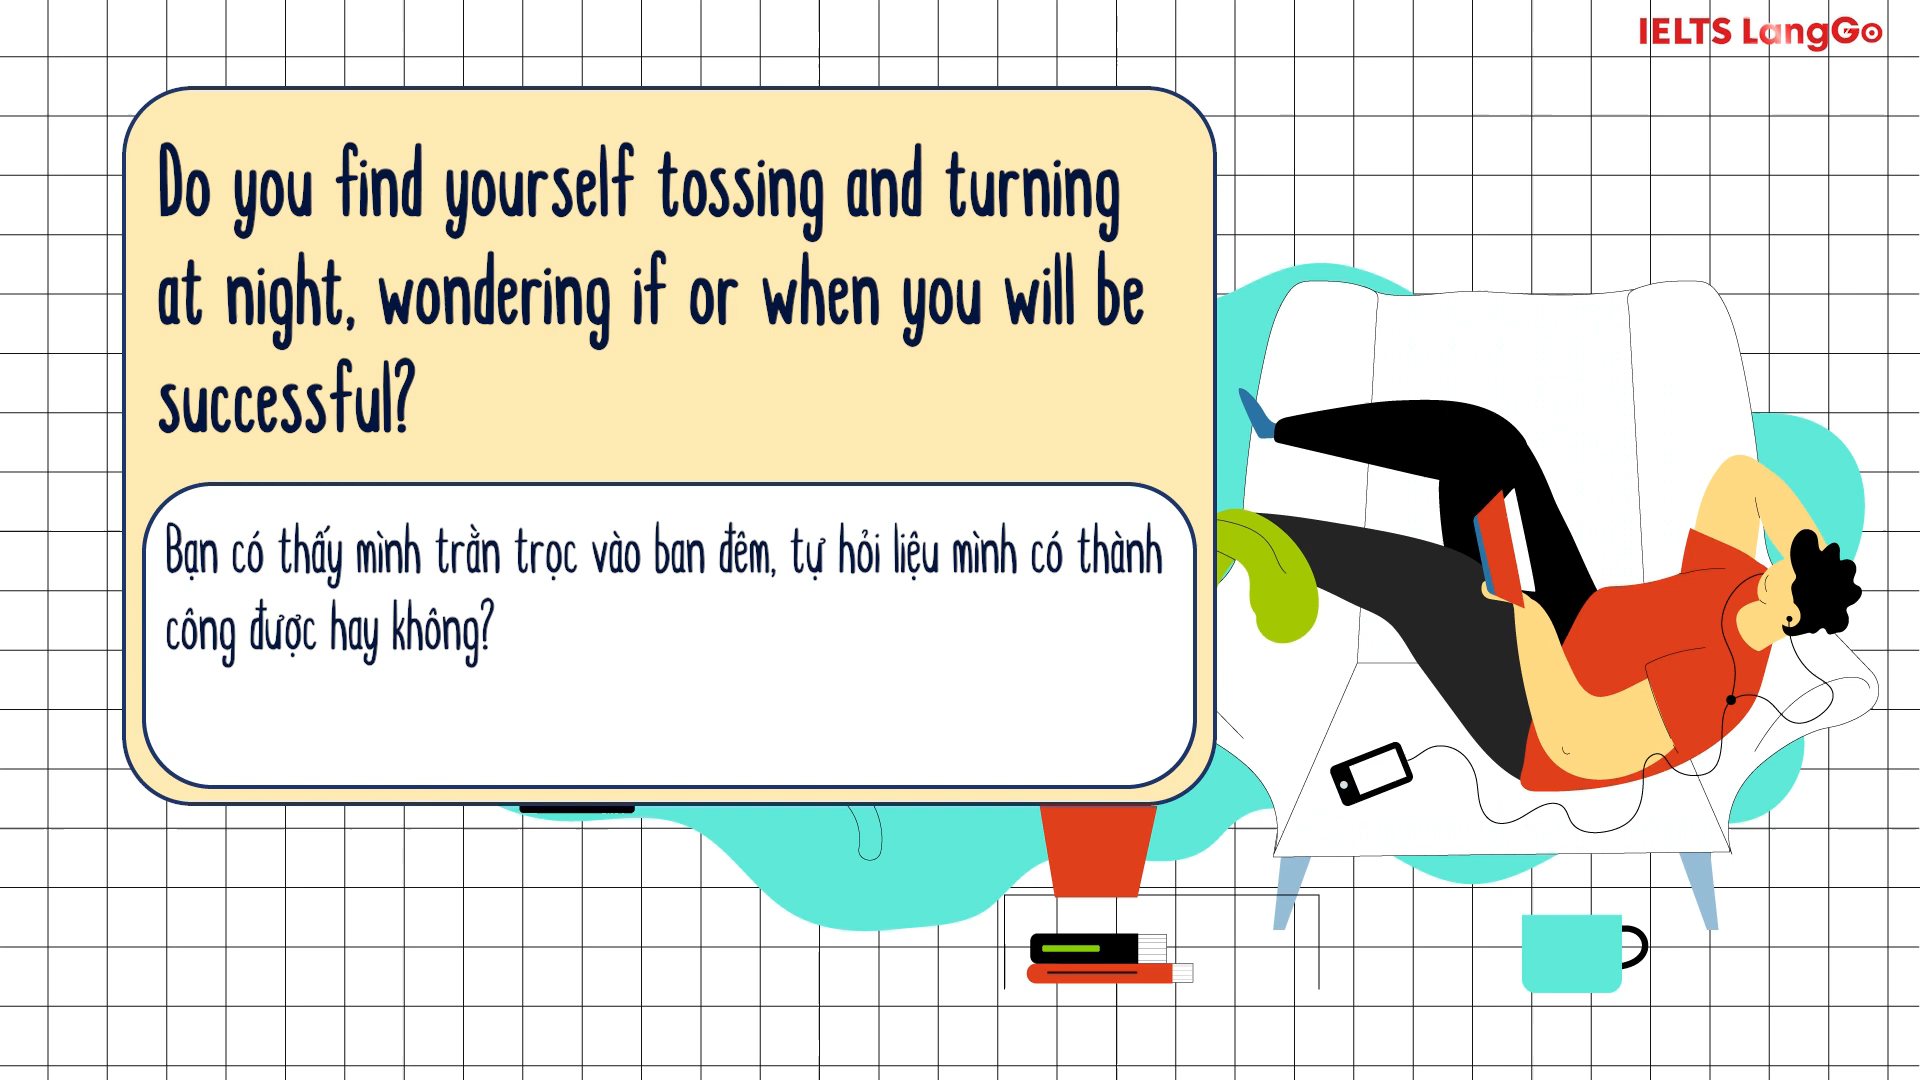 IELTS LangGo
Do you find yourself tossing and turning
at night, wondering if or when you will be
successful?
Bạn có thấy mình trằn trọc vào ban đêm, tự hỏi liệu mình có thành
công được hay không?